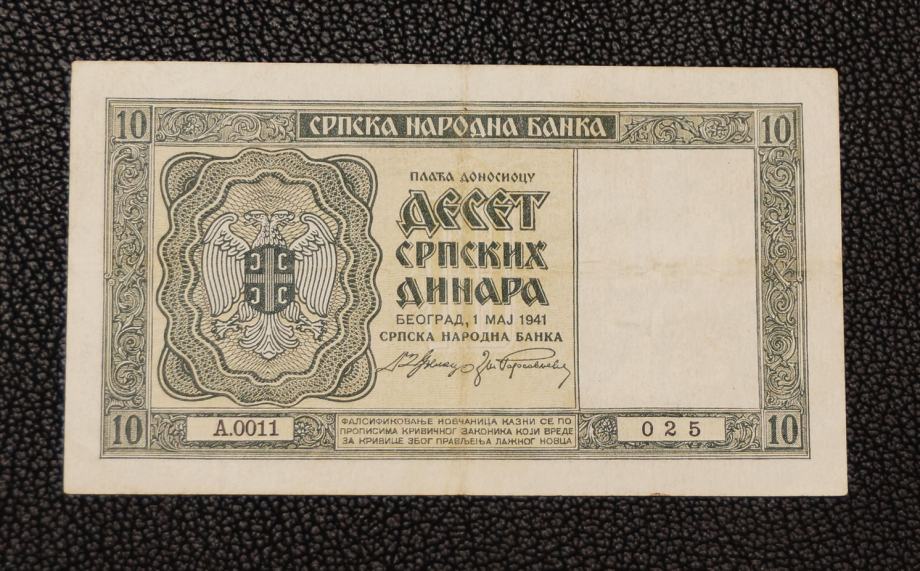 10
СРПСКА НАРОДНА БАНКА
10
ПЛАЋА ДОНОСИОЦУ
ДЕСЕТ
СРПСКИХ
ДИНАРА
БЕОГРАД, 1 МАЈ 1941
СРПСКА НАРОДНА БАНКА
10
А.0011
ФАЛСИФИКОВАЊЕ НОВЧАНИЦА КАЗНИ СЕ ПО
ПРОПИСИМА КРИВИЧНОГ ЗАКОНИКА КОЈИ ВРЕДЕ
ЗА КРИВИЦЕ ЗБОГ ПРАВЉЕЊА ЛАЖНОГ НОВЦА
025
10